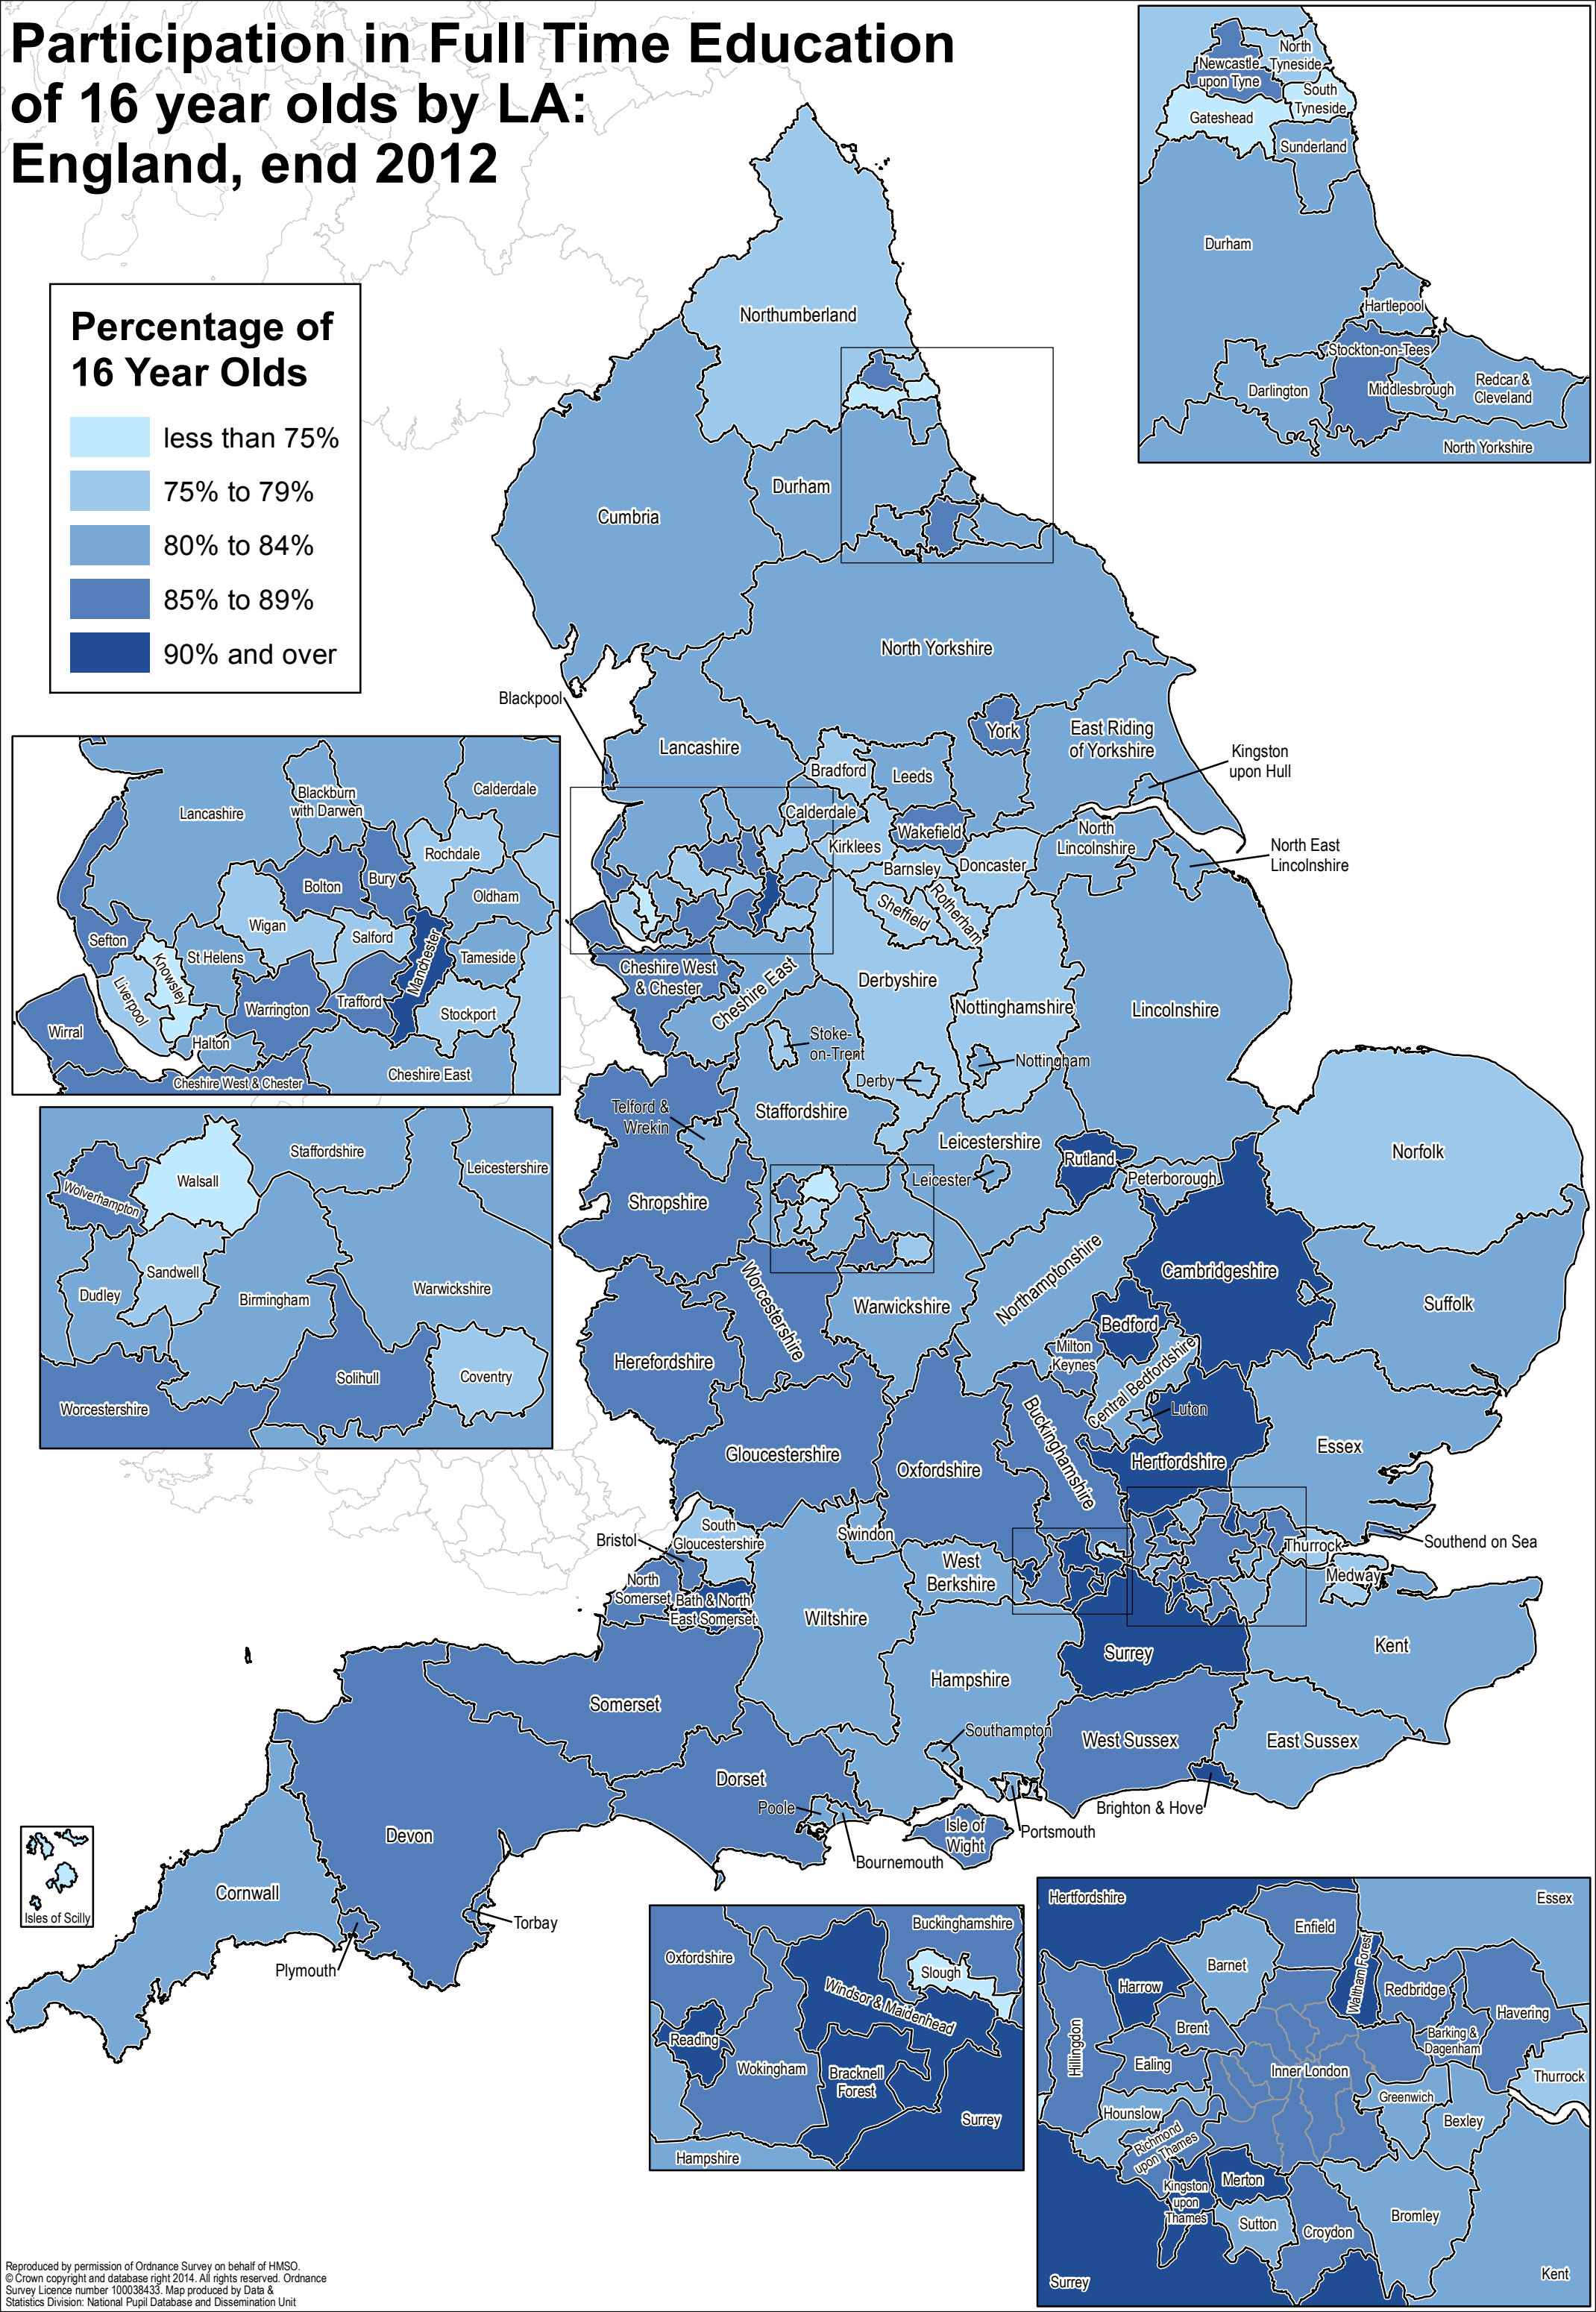 Participation in Full Time Education
of 16 year olds by LA:
England, end 2012
Percentage of
16 Year Olds
less than 75%
75% to 79%
80% to 84%
85% to 89%
90% and over
North
Tyneside
Newcastle
upon Tyne
South
Tyneside
Gateshead
Sunderland
Durham
Hartlepool
Stockton-on-Tees
Darlington
Middlesbrough
Redcar &
Cleveland
North Yorkshire
Northumberland
Cumbria
Durham
North Yorkshire
Blackpool
Lancashire
York
East Riding
of Yorkshire
Kingston
upon Hull
Bradford
Leeds
Calderdale
Wakefield
Kirklees
North
Lincolnshire
North East
Lincolnshire
Barnsley
Doncaster
Sheffield
Rotherham
Cheshire West
& Chester
Cheshire East
Derbyshire
Nottinghamshire
Lincolnshire
Stoke-
on-Trent
Nottingham
Derby
Telford &
Wrekin
Staffordshire
Leicestershire
Leicester
Rutland
Peterborough
Norfolk
Shropshire
Cambridgeshire
Northamptonshire
Worcestershire
Warwickshire
Suffolk
Bedford
Milton
Keynes
Central Bedfordshire
Herefordshire
Luton
Buckinghamshire
Gloucestershire
Oxfordshire
Hertfordshire
Essex
South
Gloucestershire
Bristol
Swindon
Thurrock
Southend on Sea
West
Berkshire
Medway
North
Somerset
Bath & North
East Somerset
Wiltshire
Surrey
Kent
Hampshire
Somerset
Southampton
West Sussex
East Sussex
Dorset
Poole
Brighton & Hove
Isle of
Wight
Portsmouth
Bournemouth
Devon
Cornwall
Torbay
Plymouth
Isles of Scilly
Blackburn
with Darwen
Calderdale
Lancashire
Rochdale
Bolton
Bury
Oldham
Wigan
Salford
Sefton
St Helens
Knowsley
Liverpool
Manchester
Tameside
Trafford
Warrington
Stockport
Wirral
Halton
Cheshire West & Chester
Cheshire East
Staffordshire
Leicestershire
Walsall
Wolverhampton
Sandwell
Dudley
Birmingham
Warwickshire
Solihull
Coventry
Worcestershire
Buckinghamshire
Oxfordshire
Slough
Windsor & Maidenhead
Reading
Wokingham
Bracknell
Forest
Surrey
Hampshire
Hertfordshire
Essex
Enfield
Barnet
Waltham Forest
Harrow
Redbridge
Havering
Brent
Barking &
Dagenham
Hillingdon
Ealing
Inner London
Thurrock
Greenwich
Hounslow
Bexley
Richmond
upon Thames
Kingston
upon
Thames
Merton
Sutton
Croydon
Bromley
Surrey
Kent
Reproduced by permission of Ordnance Survey on behalf of HMSO.
© Crown copyright and database right 2014. All rights reserved. Ordnance
Survey Licence number 100038433. Map produced by Data &
Statistics Division: National Pupil Database and Dissemination Unit